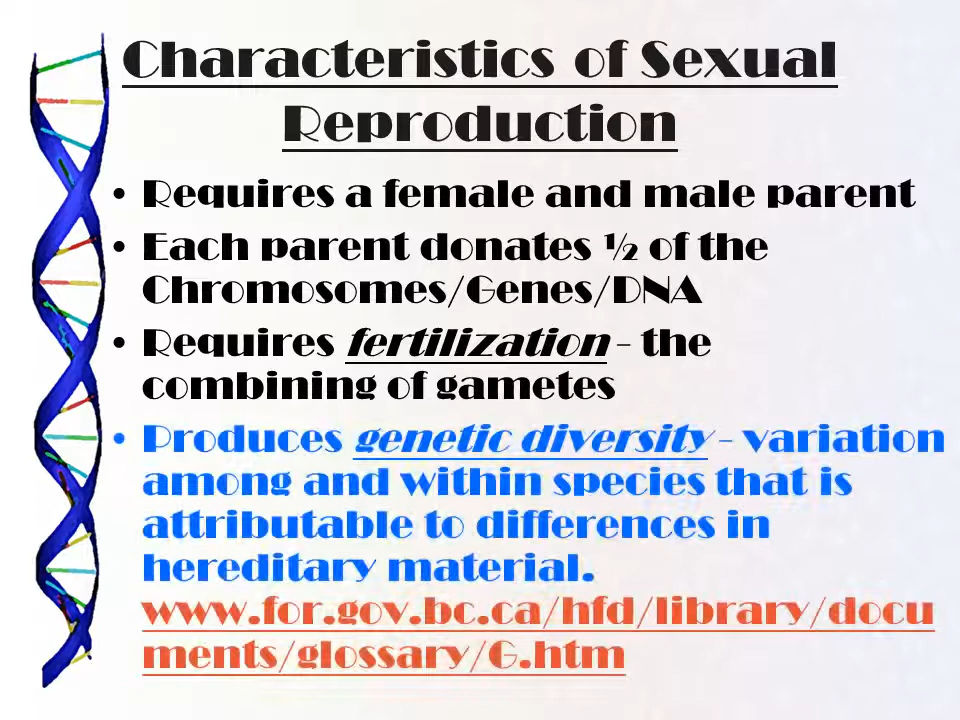 Characteristics of Sexual
Reproduction
• Requires a female and male parent
• Each parent donates ½ of the
Chromosomes/Genes/DNA
• Requires fertilization - the
combining of gametes
• Produces genetic diversity - variation
among and within species that is
attributable to differences in
hereditary material.
www.for.gov.bc.ca/hfd/library/docu
ments/glossary/G.htm